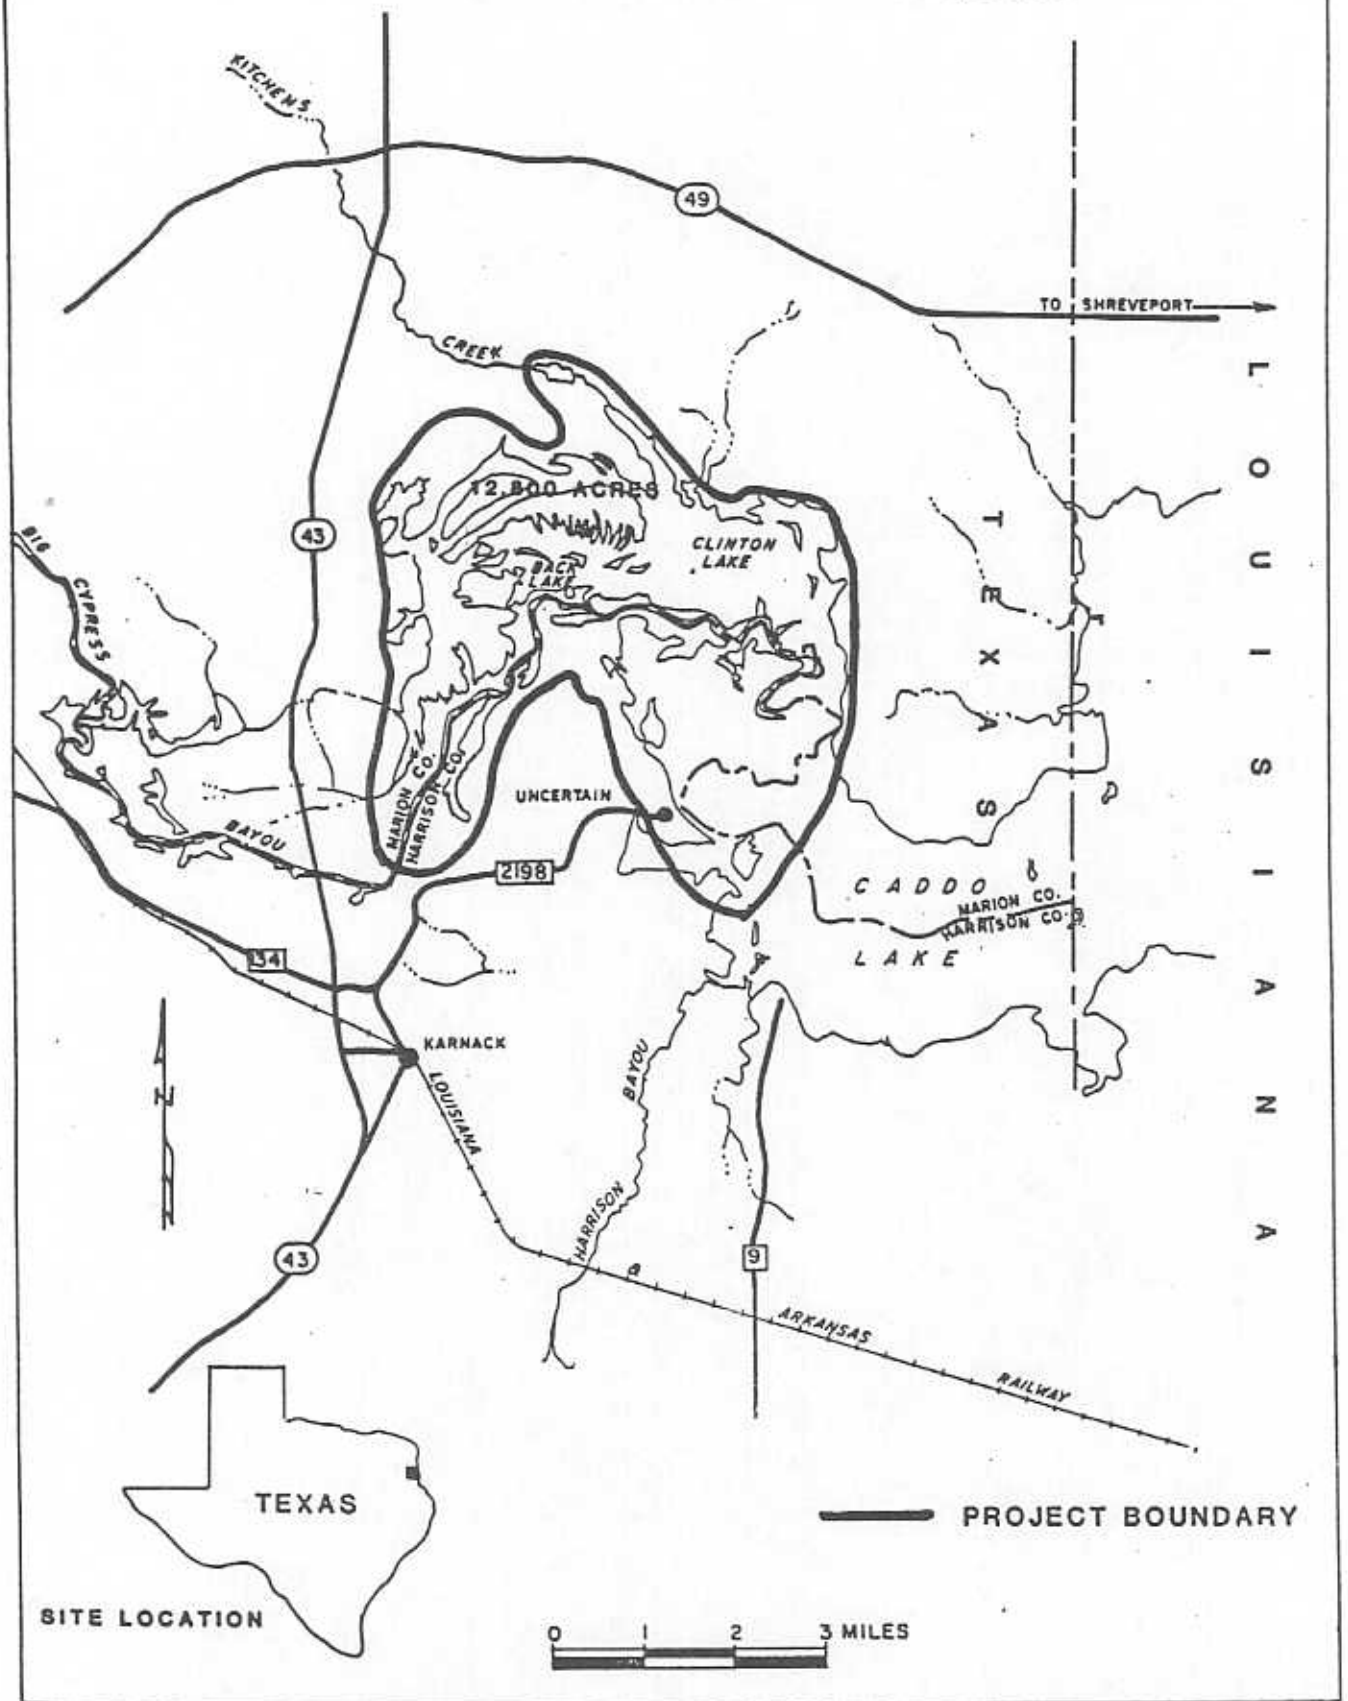 KITCHENS
CREEK
49
TO SHREVEPORT
LOUISIANA
TEXAS
12,800 ACRES
CLINTON
LAKE
BACK
LAKE
43
BIG
CYPRESS
BAYOU
MARION CO.
HARRISON CO.
UNCERTAIN
2198
CADDO
LAKE
MARION CO.
HARRISON CO.
134
KARNACK
N
LOUISIANA
&
ARKANSAS
RAILWAY
HARRISON
BAYOU
43
9
TEXAS
SITE LOCATION
PROJECT BOUNDARY
0 1 2 3 MILES